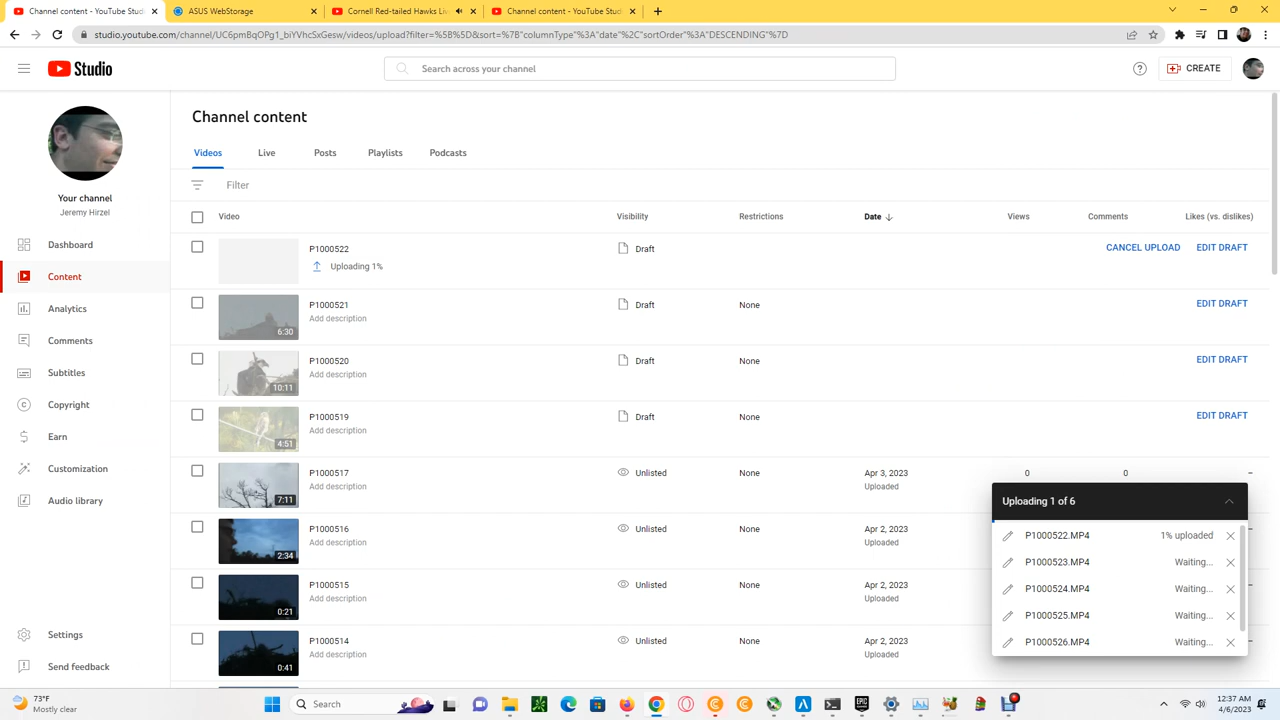 Channel content - YouTube Studio
ASUS WebStorage
Cornell Red-tailed Hawks Liv
Channel content - YouTube Studio
studio.youtube.com/channel/UC6pmBqOPg1_biYVhcSxGesw/videos/upload?filter=%5B%5D&sort=%7B"columnType"%3A"date"%2C"sortOrder"%3A"DESCENDING"%7D
Studio
Search across your channel
CREATE
Your channel
Jeremy Hirzel
Dashboard
Content
Analytics
Comments
Subtitles
Copyright
Earn
Customization
Audio library
Settings
Send feedback
Channel content
Videos Live Posts Playlists Podcasts
Filter
Video Visibility Restrictions Date Views Comments Likes (vs. dislikes)
P1000522 Draft CANCEL UPLOAD EDIT DRAFT
Uploading 1%
P1000521 Draft None EDIT DRAFT
Add description
6:30
P1000520 Draft None EDIT DRAFT
Add description
10:11
P1000519 Draft None EDIT DRAFT
Add description
4:51
P1000517 Unlisted None Apr 3, 2023 0 0 –
Add description Uploaded
7:11
P1000516 Unlisted None Apr 2, 2023
Add description Uploaded
2:34
P1000515 Unlisted None Apr 2, 2023
Add description Uploaded
0:21
P1000514 Unlisted None Apr 2, 2023
Add description Uploaded
0:41
Uploading 1 of 6
P1000522.MP4 1% uploaded
P1000523.MP4 Waiting...
P1000524.MP4 Waiting...
P1000525.MP4 Waiting...
P1000526.MP4 Waiting...
73°F
Mostly clear
Search
12:37 AM
4/6/2023